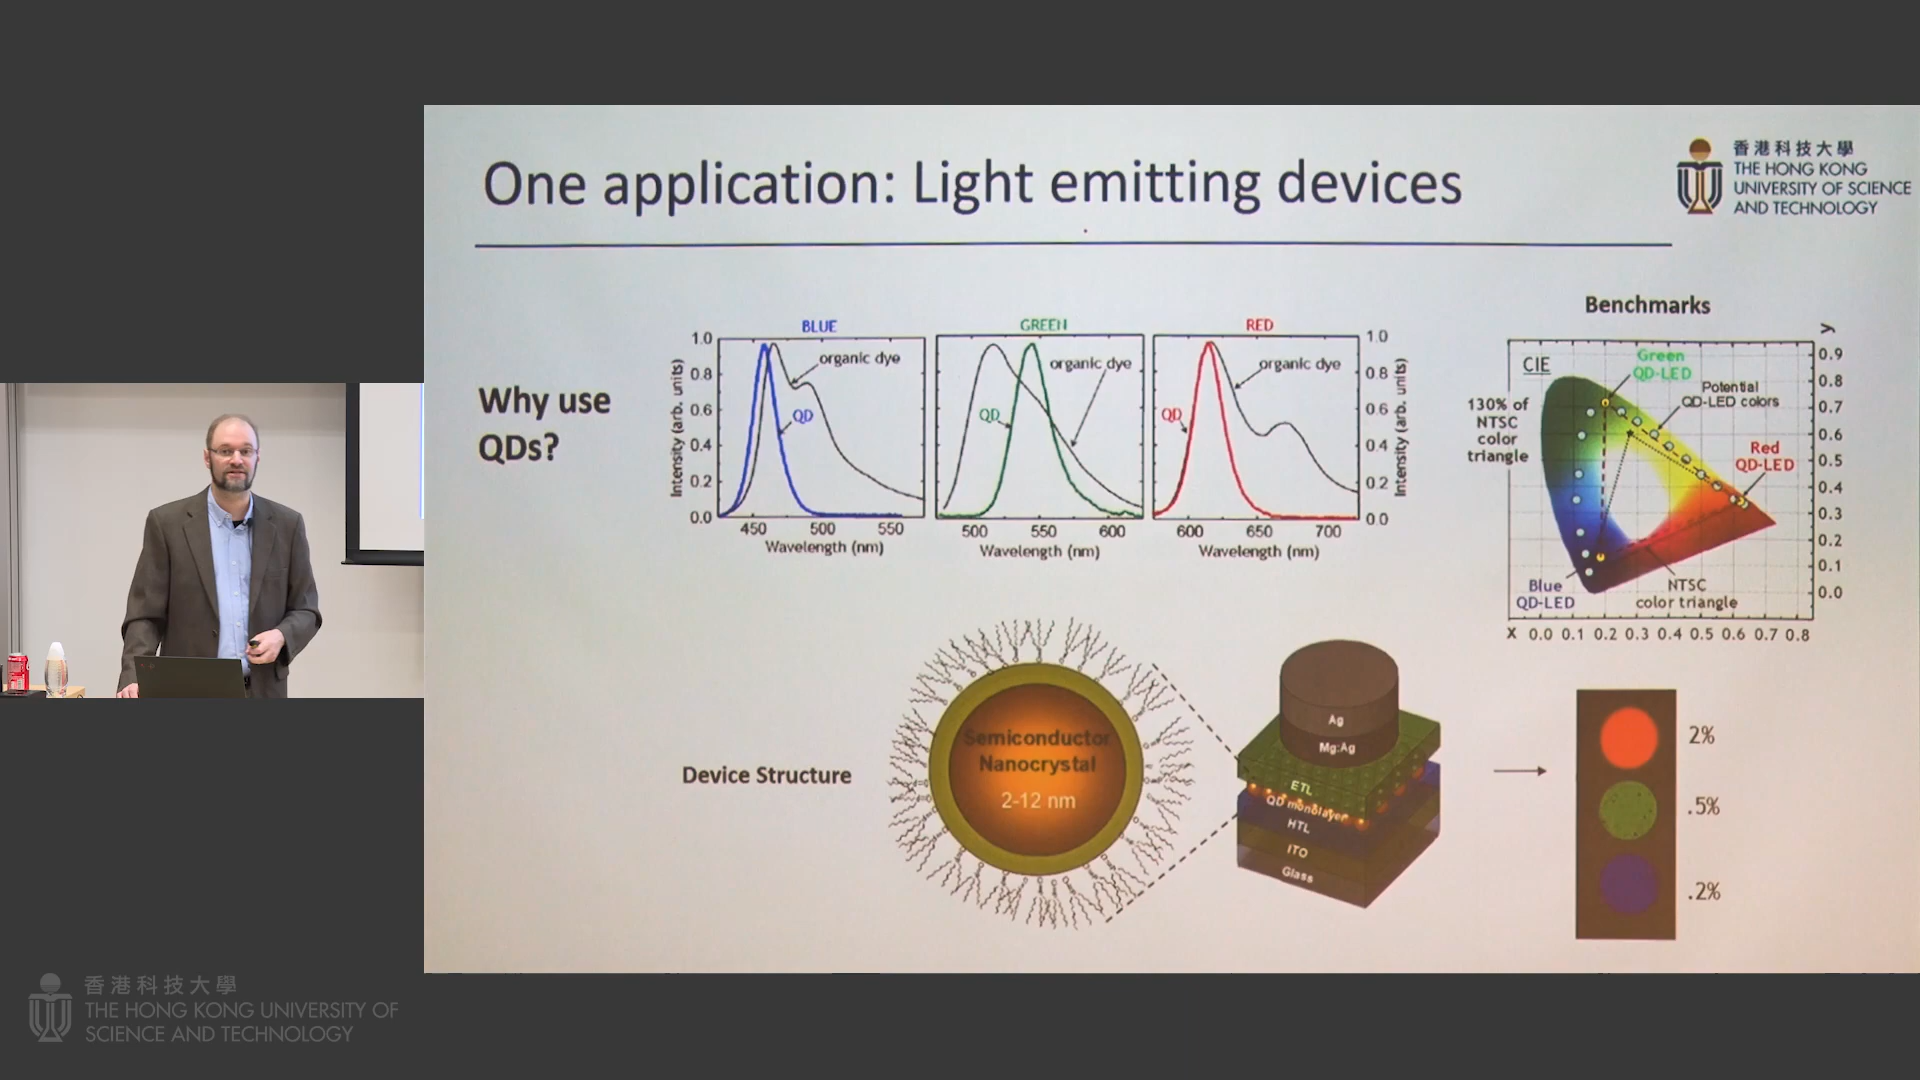 One application: Light emitting devices
香港科技大學
THE HONG KONG
UNIVERSITY OF SCIENCE
AND TECHNOLOGY
Why use
QDs?
BLUE
GREEN
RED
Intensity (arb. units)
1.0
0.8
0.6
0.4
0.2
0.0
organic dye
QD
450
500
550
Wavelength (nm)
organic dye
QD
500
550
600
Wavelength (nm)
organic dye
QD
600
650
700
Wavelength (nm)
1.0
0.8
0.6
0.4
0.2
0.0
Intensity (arb. units)
Benchmarks
CIE
130% of
NTSC
color
triangle
Green
QD-LED
Potential
QD-LED colors
Red
QD-LED
Blue
QD-LED
NTSC
color triangle
y
0.9
0.8
0.7
0.6
0.5
0.4
0.3
0.2
0.1
0.0
X 0.0 0.1 0.2 0.3 0.4 0.5 0.6 0.7 0.8
Device Structure
Semiconductor
Nanocrystal
2-12 nm
Ag
Mg:Ag
ETL
QD monolayer
HTL
ITO
Glass
2%
.5%
.2%
香港科技大學
THE HONG KONG UNIVERSITY OF
SCIENCE AND TECHNOLOGY